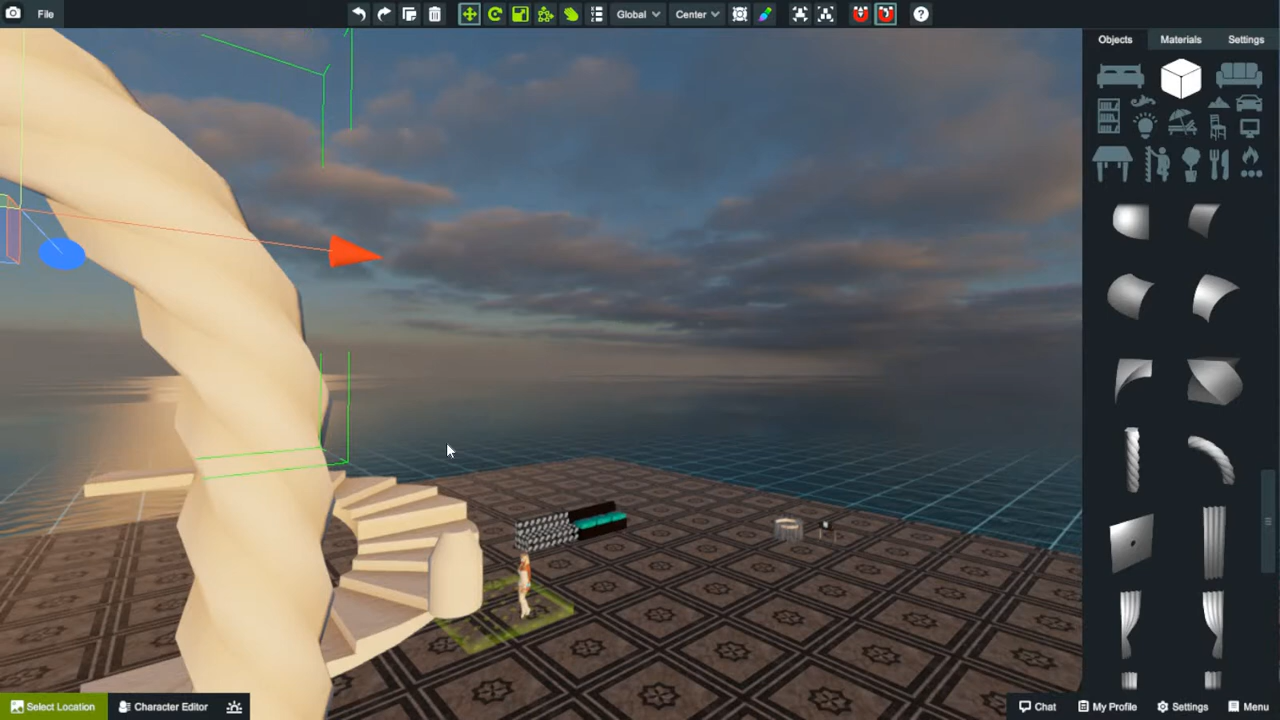 File
Global
Center
Objects
Materials
Settings
Select Location
Character Editor
Chat
My Profile
Settings
Menu